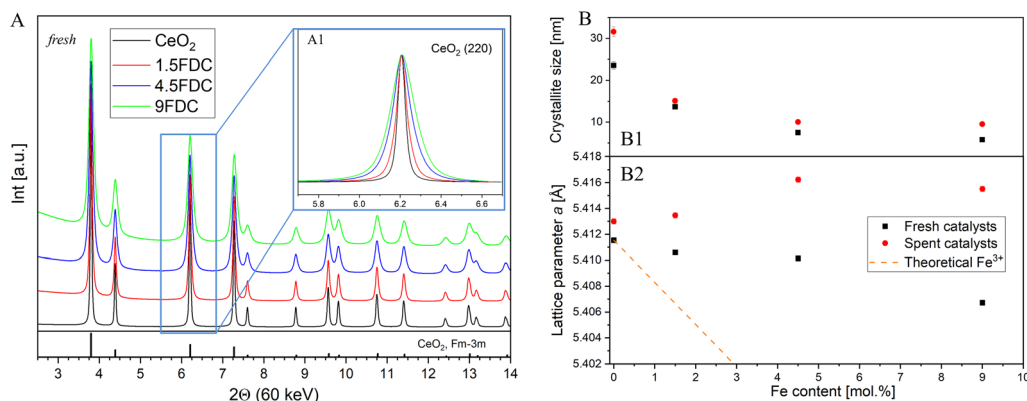 A
fresh
CeO₂
1.5FDC
4.5FDC
9FDC
A1
CeO₂ (220)
5.8 6.0 6.2 6.4 6.6
Int [a.u.]
CeO₂, Fm-3m
3 4 5 6 7 8 9 10 11 12 13 14
2Θ (60 keV)
B
Crystallite size [nm]
30
20
10
B1
5.418
B2
5.416
5.414
5.412
5.410
5.408
5.406
5.404
5.402
Lattice parameter a [Å]
Fresh catalysts
Spent catalysts
Theoretical Fe³⁺
0 1 2 3 4 5 6 7 8 9 10
Fe content [mol.%]